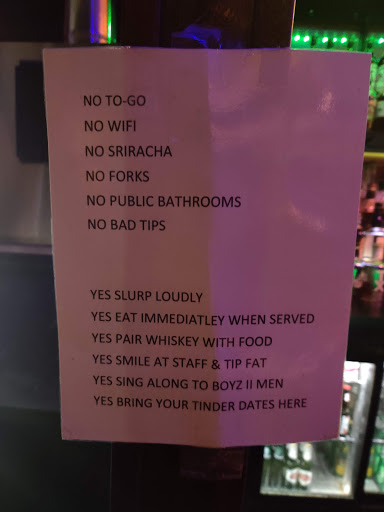 NO TO-GO
NO WIFI
NO SRIRACHA
NO FORKS
NO PUBLIC BATHROOMS
NO BAD TIPS
YES SLURP LOUDLY
YES EAT IMMEDIATLEY WHEN SERVED
YES PAIR WHISKEY WITH FOOD
YES SMILE AT STAFF & TIP FAT
YES SING ALONG TO BOYZ II MEN
YES BRING YOUR TINDER DATES HERE